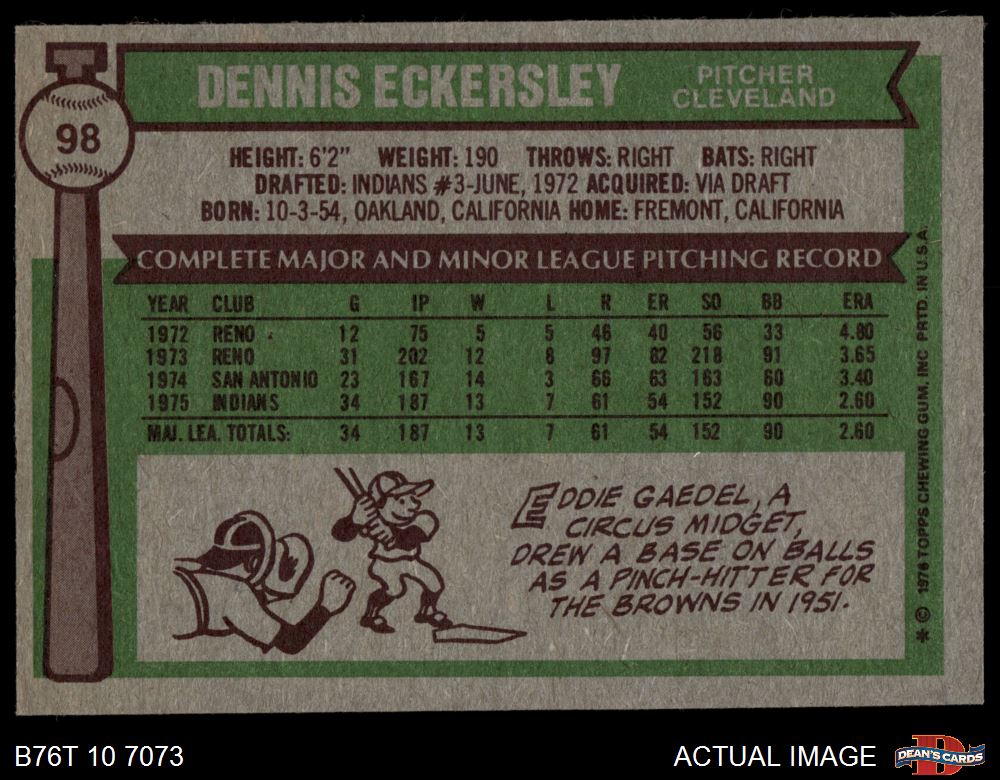 98
DENNIS ECKERSLEY
PITCHER
CLEVELAND
HEIGHT: 6'2" WEIGHT: 190 THROWS: RIGHT BATS: RIGHT
DRAFTED: INDIANS #3-JUNE, 1972 ACQUIRED: VIA DRAFT
BORN: 10-3-54, OAKLAND, CALIFORNIA HOME: FREMONT, CALIFORNIA
COMPLETE MAJOR AND MINOR LEAGUE PITCHING RECORD
YEAR CLUB G IP W L R ER SO BB ERA
1972 RENO 12 75 5 5 46 40 56 33 4.80
1973 RENO 31 202 12 8 97 82 218 91 3.65
1974 SAN ANTONIO 23 167 14 3 66 63 163 60 3.40
1975 INDIANS 34 187 13 7 61 54 152 90 2.60
MAJ. LEA. TOTALS: 34 187 13 7 61 54 152 90 2.60
EDDIE GAEDEL, A
CIRCUS MIDGET,
DREW A BASE ON BALLS
AS A PINCH-HITTER FOR
THE BROWNS IN 1951.
* © 1976 TOPPS CHEWING GUM, INC PRTD. IN U.S.A.
B76T 10 7073
ACTUAL IMAGE
DEAN'S CARDS